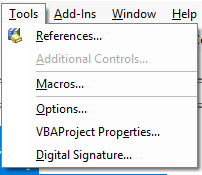 Tools Add-Ins Window Help
References...
Additional Controls...
Macros...
Options...
VBAProject Properties...
Digital Signature...